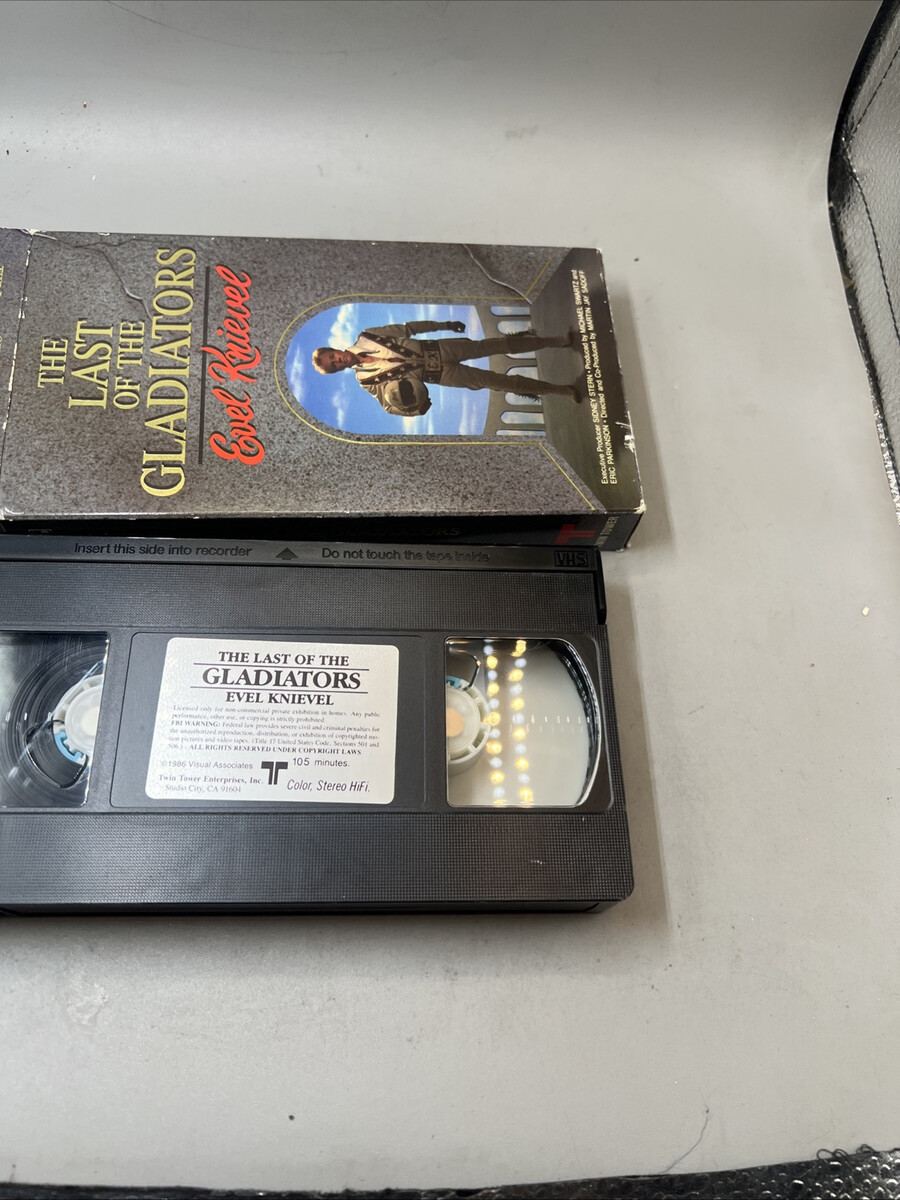 THE
LAST
OF THE
GLADIATORS
Evel Knievel
Executive Producer SIDNEY STERN • Produced by MICHAEL SWARTZ and
ERIC PARKINSON • Directed and Co-Produced by MARTIN JAY SADOFF
GLADIATORS
TOWER
Insert this side into recorder
Do not touch the tape inside
VHS
THE LAST OF THE
GLADIATORS
EVEL KNIEVEL
Licensed only for non-commercial private exhibition in homes. Any public
performance, other use, or copying is strictly prohibited.
FBI WARNING: Federal law provides severe civil and criminal penalties for
the unauthorized reproduction, distribution, or exhibition of copyrighted mo-
tion pictures and video tapes. (Title 17 United States Code, Sections 501 and
506.) - ALL RIGHTS RESERVED UNDER COPYRIGHT LAWS
©1986 Visual Associates
105 minutes.
Twin Tower Enterprises, Inc.
Studio City, CA 91604
Color, Stereo HiFi.